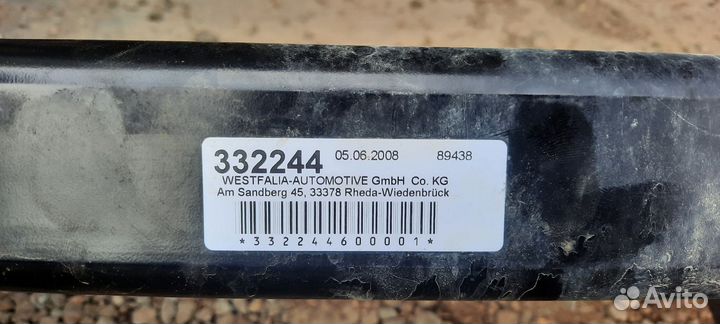 332244 05.06.2008 89438
WESTFALIA-AUTOMOTIVE GmbH Co. KG
Am Sandberg 45, 33378 Rheda-Wiedenbrück
*332244600001*
Avito